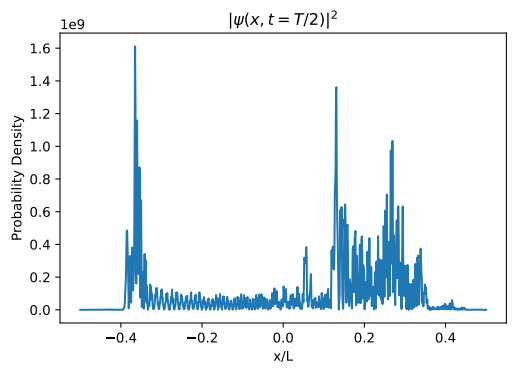 |ψ(x, t = T/2)|²
1e9
1.6
1.4
1.2
1.0
0.8
0.6
0.4
0.2
0.0
Probability Density
−0.4 −0.2 0.0 0.2 0.4
x/L